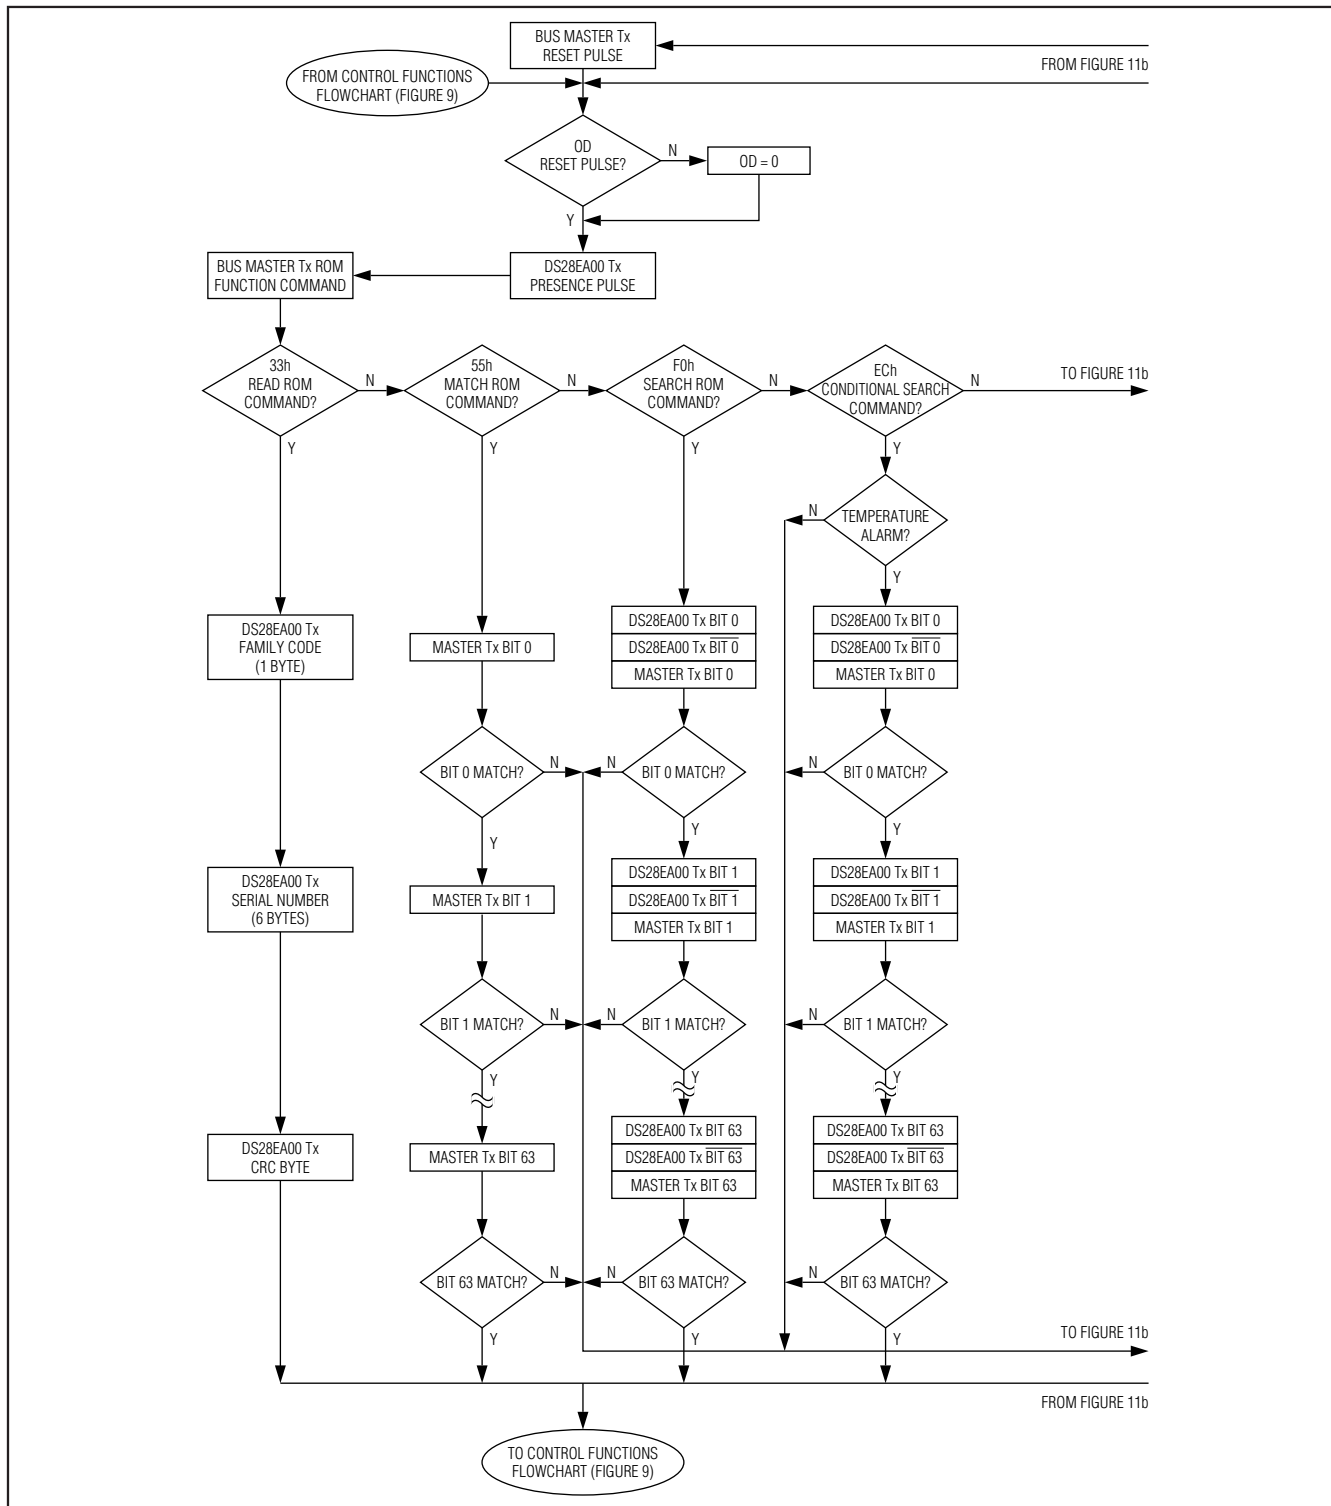 BUS MASTER Tx
RESET PULSE
FROM FIGURE 11b
FROM CONTROL FUNCTIONS
FLOWCHART (FIGURE 9)
OD
RESET PULSE?
N
OD = 0
Y
BUS MASTER Tx ROM
FUNCTION COMMAND
DS28EA00 Tx
PRESENCE PULSE
33h
READ ROM
COMMAND?
N
55h
MATCH ROM
COMMAND?
N
F0h
SEARCH ROM
COMMAND?
N
ECh
CONDITIONAL SEARCH
COMMAND?
N
TO FIGURE 11b
Y
Y
Y
Y
N
TEMPERATURE
ALARM?
Y
DS28EA00 Tx
FAMILY CODE
(1 BYTE)
MASTER Tx BIT 0
DS28EA00 Tx BIT 0
DS28EA00 Tx BIT 0
MASTER Tx BIT 0
DS28EA00 Tx BIT 0
DS28EA00 Tx BIT 0
MASTER Tx BIT 0
BIT 0 MATCH?
N
N
BIT 0 MATCH?
N
BIT 0 MATCH?
Y
Y
Y
DS28EA00 Tx
SERIAL NUMBER
(6 BYTES)
MASTER Tx BIT 1
DS28EA00 Tx BIT 1
DS28EA00 Tx BIT 1
MASTER Tx BIT 1
DS28EA00 Tx BIT 1
DS28EA00 Tx BIT 1
MASTER Tx BIT 1
BIT 1 MATCH?
N
N
BIT 1 MATCH?
N
BIT 1 MATCH?
Y
Y
Y
DS28EA00 Tx
CRC BYTE
MASTER Tx BIT 63
DS28EA00 Tx BIT 63
DS28EA00 Tx BIT 63
MASTER Tx BIT 63
DS28EA00 Tx BIT 63
DS28EA00 Tx BIT 63
MASTER Tx BIT 63
BIT 63 MATCH?
N
N
BIT 63 MATCH?
N
BIT 63 MATCH?
Y
Y
Y
TO FIGURE 11b
FROM FIGURE 11b
TO CONTROL FUNCTIONS
FLOWCHART (FIGURE 9)